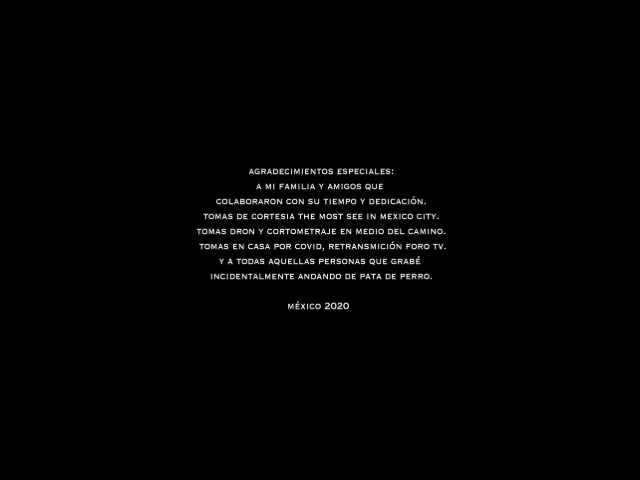 AGRADECIMIENTOS ESPECIALES:
A MI FAMILIA Y AMIGOS QUE
COLABORARON CON SU TIEMPO Y DEDICACIÓN.
TOMAS DE CORTESIA THE MOST SEE IN MEXICO CITY.
TOMAS DRON Y CORTOMETRAJE EN MEDIO DEL CAMINO.
TOMAS EN CASA POR COVID, RETRANSMICIÓN FORO TV.
Y A TODAS AQUELLAS PERSONAS QUE GRABÉ
INCIDENTALMENTE ANDANDO DE PATA DE PERRO.
MÉXICO 2020